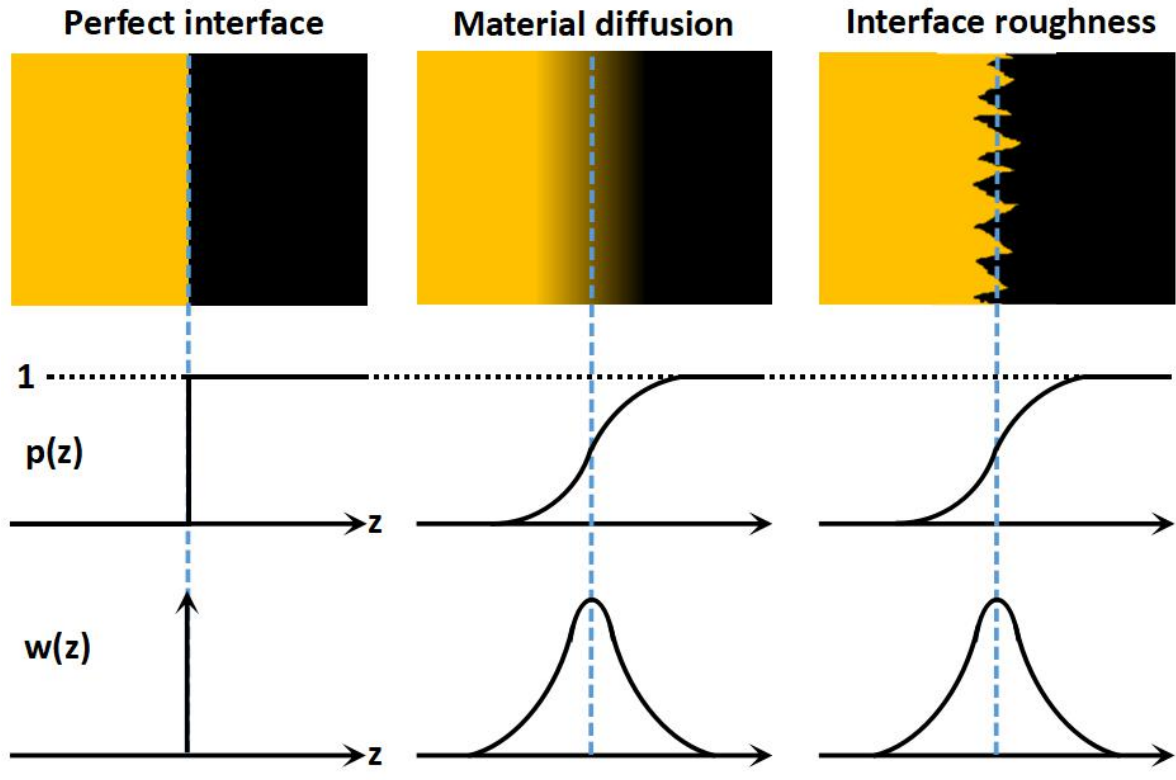 Perfect interface
Material diffusion
Interface roughness
1
p(z)
z
w(z)
z